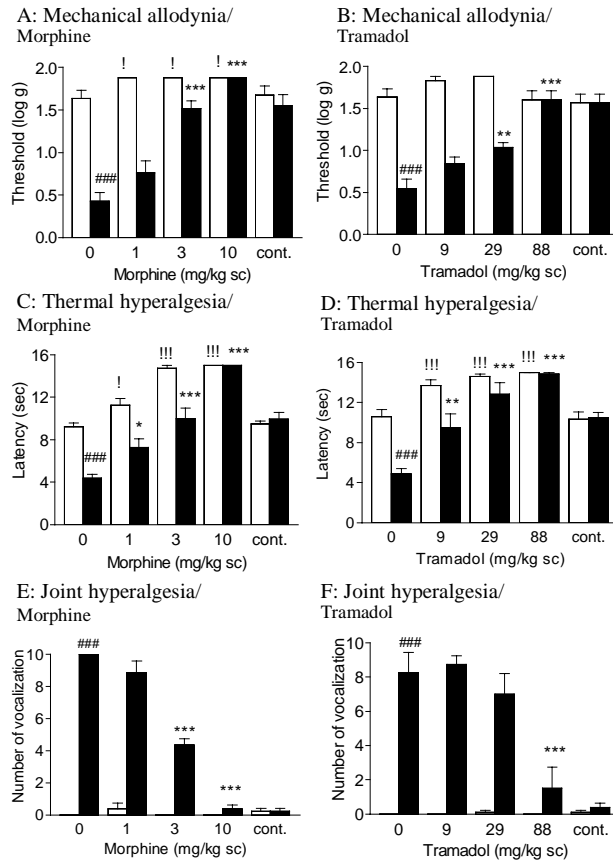 A: Mechanical allodynia/
Morphine
! ! ! ***
***
###
Threshold (log g)
2.0
1.5
1.0
0.5
0.0
0 1 3 10 cont.
Morphine (mg/kg sc)
B: Mechanical allodynia/
Tramadol
***
**
###
Threshold (log g)
2.0
1.5
1.0
0.5
0.0
0 9 29 88 cont.
Tramadol (mg/kg sc)
C: Thermal hyperalgesia/
Morphine
!!! !!! ***
! ***
###
*
Latency (sec)
16
12
8
4
0
0 1 3 10 cont.
Morphine (mg/kg sc)
D: Thermal hyperalgesia/
Tramadol
!!! !!! *** !!! ***
**
###
Latency (sec)
16
12
8
4
0
0 9 29 88 cont.
Tramadol (mg/kg sc)
E: Joint hyperalgesia/
Morphine
###
***
***
Number of vocalization
10
8
6
4
2
0
0 1 3 10 cont.
Morphine (mg/kg sc)
F: Joint hyperalgesia/
Tramadol
###
***
Number of vocalization
10
8
6
4
2
0
0 9 29 88 cont.
Tramadol (mg/kg sc)